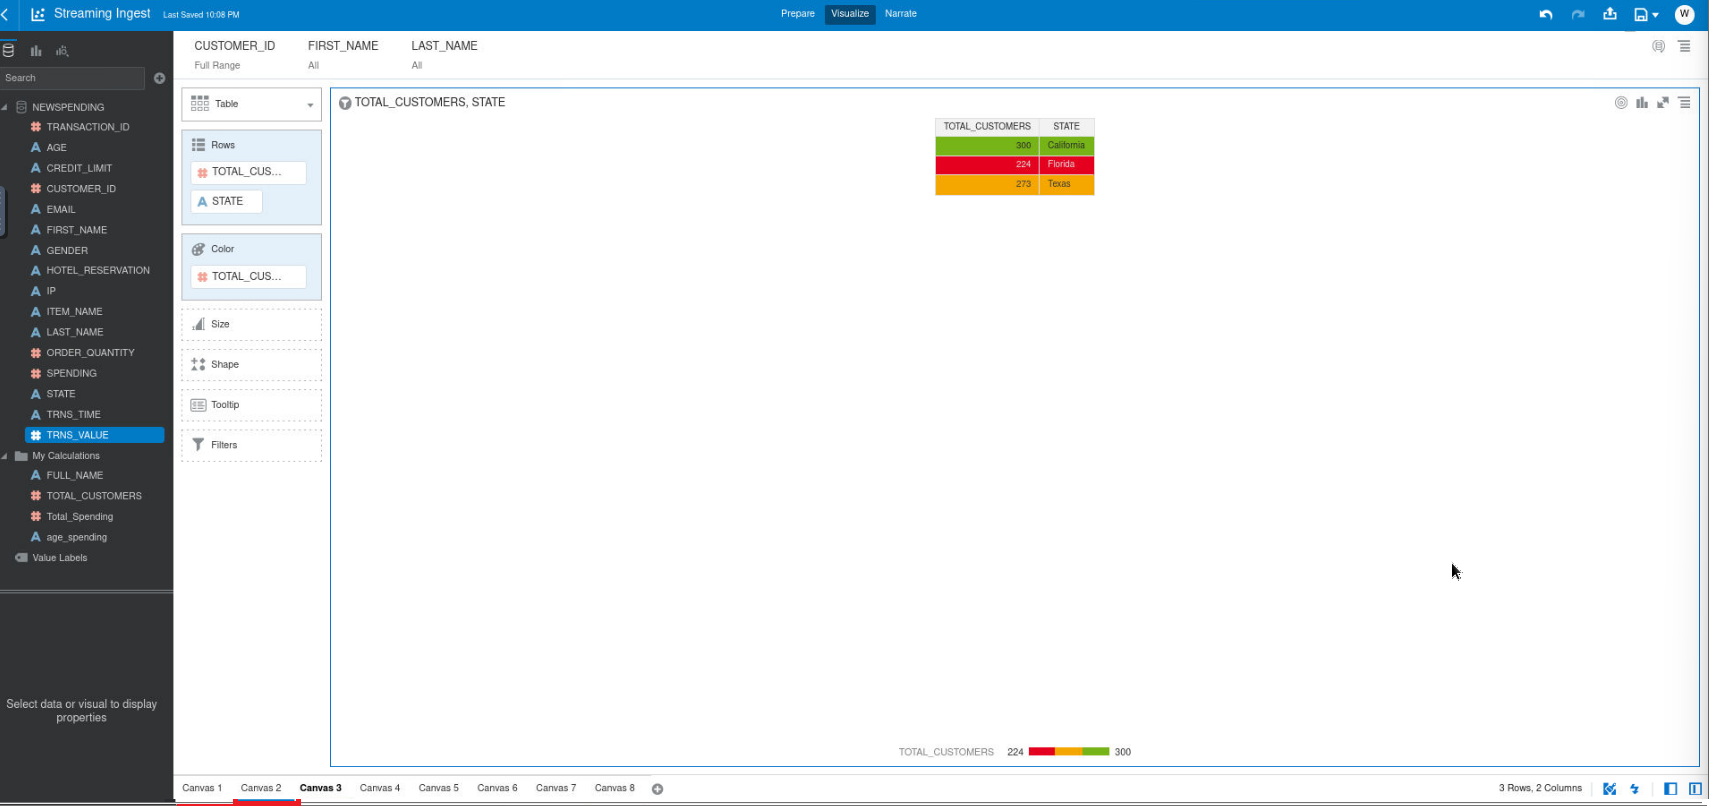 Streaming Ingest Last Saved 10:08 PM Prepare Visualize Narrate W
Search
NEWSPENDING
TRANSACTION_ID
A AGE
A CREDIT_LIMIT
CUSTOMER_ID
A EMAIL
A FIRST_NAME
A GENDER
A HOTEL_RESERVATION
A IP
A ITEM_NAME
A LAST_NAME
ORDER_QUANTITY
SPENDING
A STATE
A TRNS_TIME
TRNS_VALUE
My Calculations
A FULL_NAME
TOTAL_CUSTOMERS
Total_Spending
A age_spending
Value Labels
Select data or visual to display
properties
CUSTOMER_ID FIRST_NAME LAST_NAME
Full Range All All
Table
Rows
TOTAL_CUS...
A STATE
Color
TOTAL_CUS...
Size
Shape
Tooltip
Filters
TOTAL_CUSTOMERS, STATE
TOTAL_CUSTOMERS STATE
300 California
224 Florida
273 Texas
TOTAL_CUSTOMERS 224 300
Canvas 1 Canvas 2 Canvas 3 Canvas 4 Canvas 5 Canvas 6 Canvas 7 Canvas 8 3 Rows, 2 Columns